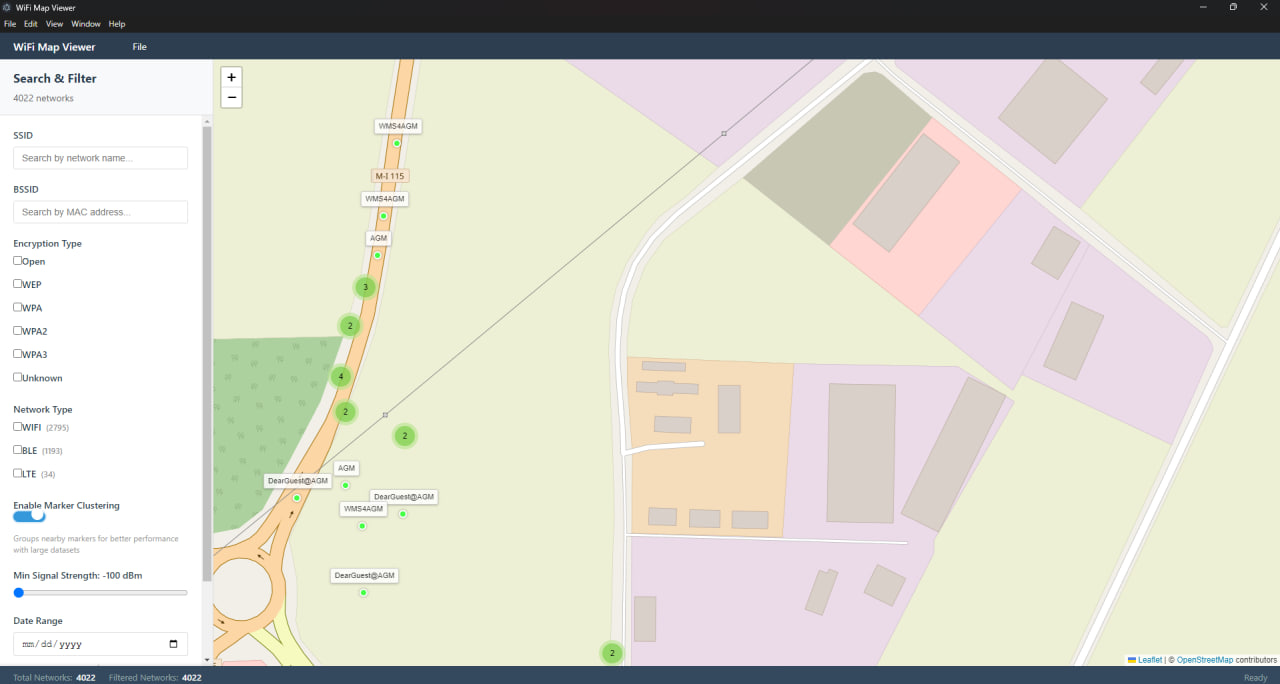 WiFi Map Viewer
File Edit View Window Help
WiFi Map Viewer File
Search & Filter
4022 networks
SSID
Search by network name...
BSSID
Search by MAC address...
Encryption Type
Open
WEP
WPA
WPA2
WPA3
Unknown
Network Type
WIFI (2795)
BLE (1193)
LTE (34)
Enable Marker Clustering
Groups nearby markers for better performance
with large datasets
Min Signal Strength: -100 dBm
Date Range
mm/dd/yyyy
+
−
WMS4AGM
M-I 115
WMS4AGM
AGM
3
2
4
2
2
AGM
DearGuest@AGM
DearGuest@AGM
WMS4AGM
DearGuest@AGM
2
Leaflet | © OpenStreetMap contributors
Total Networks: 4022 Filtered Networks: 4022
Ready